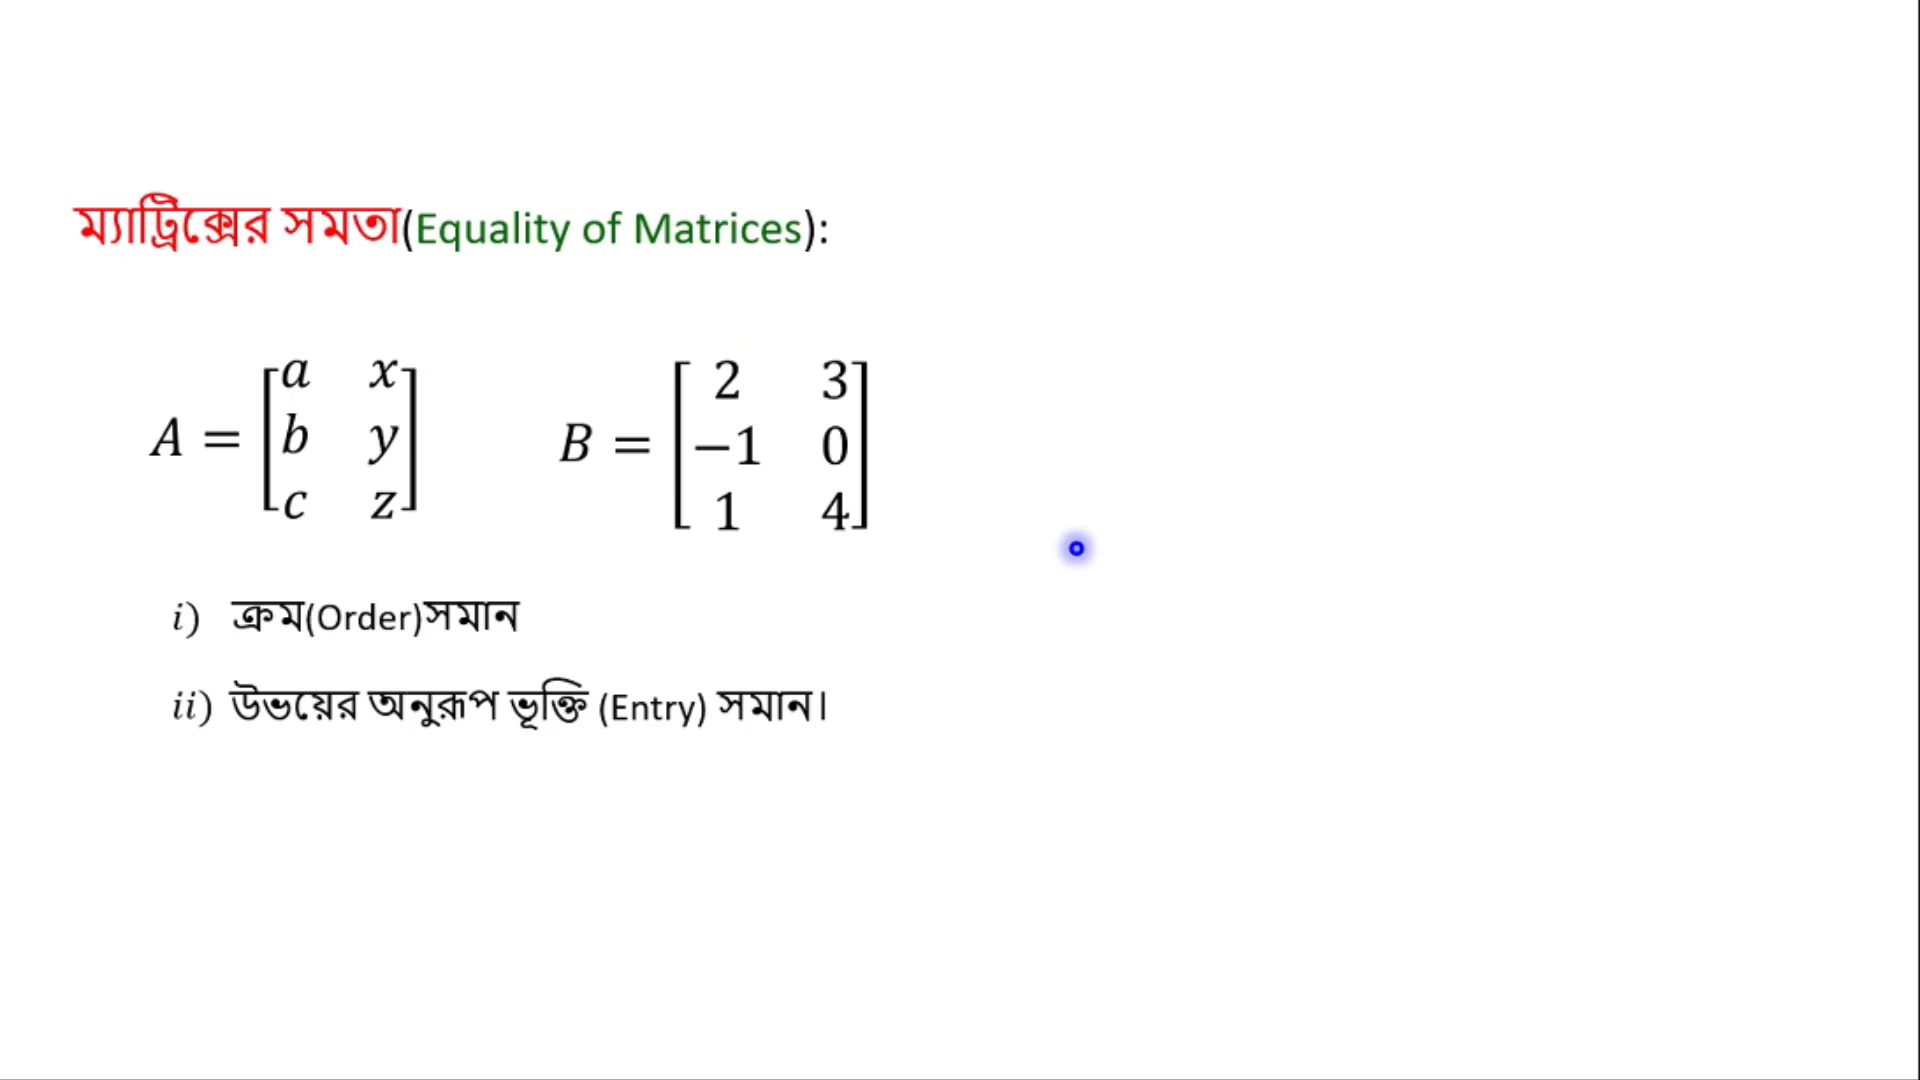 ম্যাট্রিক্সের সমতা(Equality of Matrices):
A = [a x
b y
c z]
B = [2 3
−1 0
1 4]
i) ক্রম(Order)সমান
ii) উভয়ের অনুরূপ ভূক্তি (Entry) সমান।